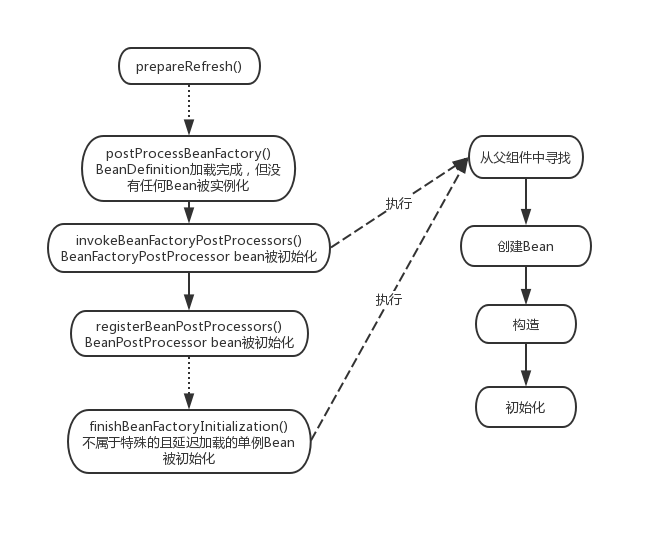 prepareRefresh()
postProcessBeanFactory()
BeanDefinition加载完成，但没
有任何Bean被实例化
invokeBeanFactoryPostProcessors()
BeanFactoryPostProcessor bean被初始化
registerBeanPostProcessors()
BeanPostProcessor bean被初始化
finishBeanFactoryInitialization()
不属于特殊的且延迟加载的单例Bean
被初始化
执行
执行
从父组件中寻找
创建Bean
构造
初始化